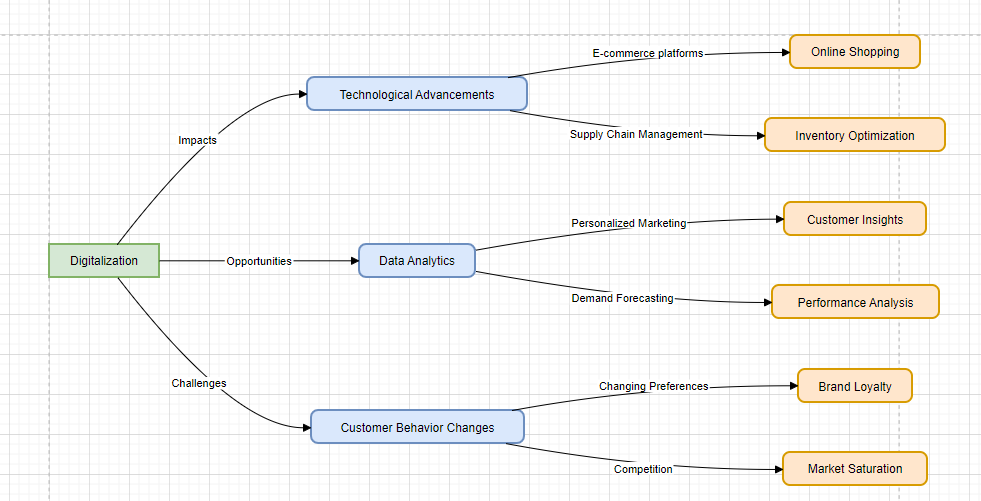 E-commerce platforms
Online Shopping
Technological Advancements
Supply Chain Management
Inventory Optimization
Impacts
Personalized Marketing
Customer Insights
Digitalization
Opportunities
Data Analytics
Demand Forecasting
Performance Analysis
Challenges
Changing Preferences
Brand Loyalty
Customer Behavior Changes
Competition
Market Saturation